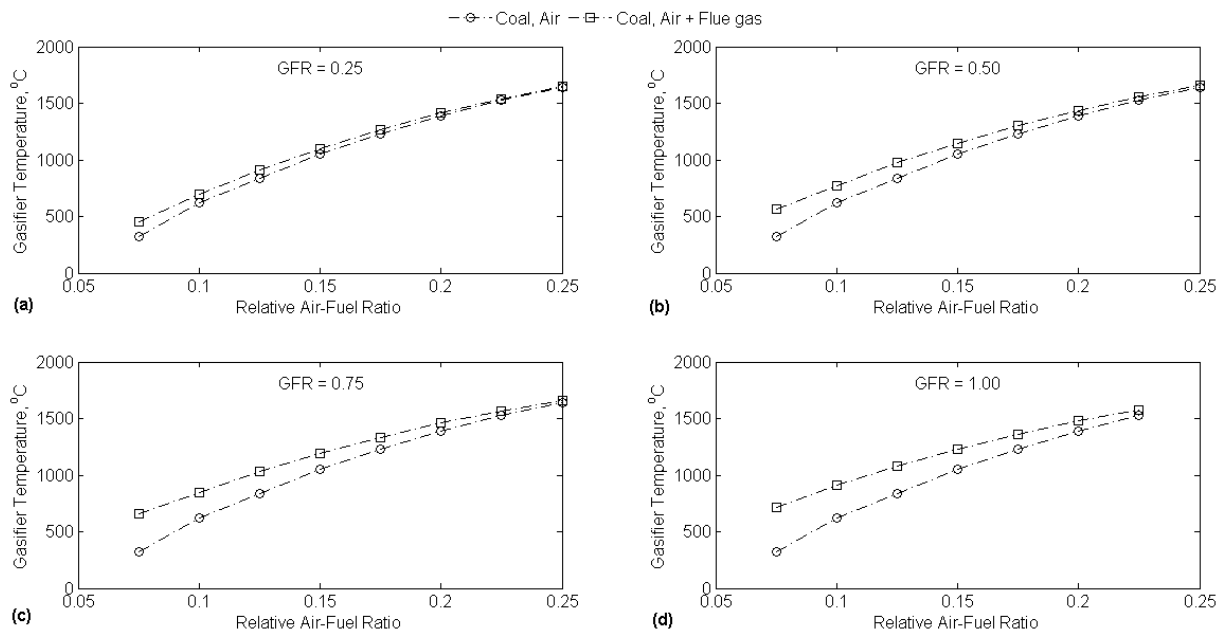 Coal, Air Coal, Air + Flue gas
GFR = 0.25
Gasifier Temperature, ⁰C
2000
1500
1000
500
0
0.05 0.1 0.15 0.2 0.25
Relative Air-Fuel Ratio
(a)
GFR = 0.50
Gasifier Temperature, ⁰C
2000
1500
1000
500
0
0.05 0.1 0.15 0.2 0.25
Relative Air-Fuel Ratio
(b)
GFR = 0.75
Gasifier Temperature, ⁰C
2000
1500
1000
500
0
0.05 0.1 0.15 0.2 0.25
Relative Air-Fuel Ratio
(c)
GFR = 1.00
Gasifier Temperature, ⁰C
2000
1500
1000
500
0
0.05 0.1 0.15 0.2 0.25
Relative Air-Fuel Ratio
(d)